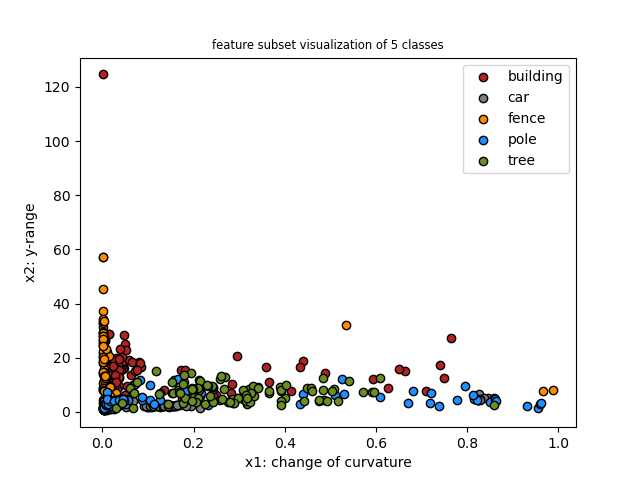 feature subset visualization of 5 classes
building
car
fence
pole
tree
120
100
80
60
40
20
0
x2: y-range
0.0 0.2 0.4 0.6 0.8 1.0
x1: change of curvature